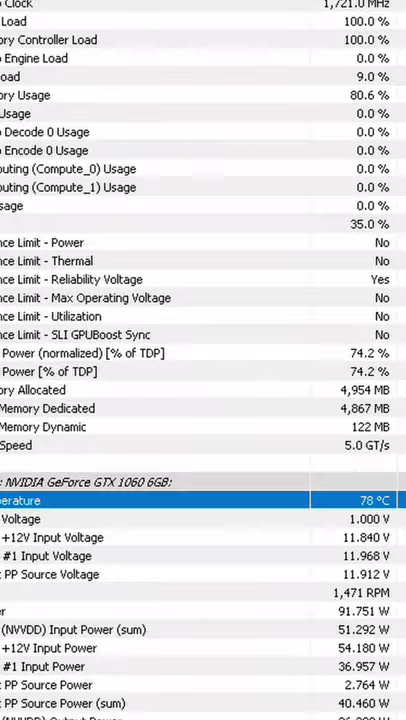 Clock 1,721.0 MHz
Load 100.0 %
ory Controller Load 100.0 %
Engine Load 0.0 %
oad 9.0 %
ory Usage 80.6 %
Usage 0.0 %
Decode 0 Usage 0.0 %
Encode 0 Usage 0.0 %
outing (Compute_0) Usage 0.0 %
outing (Compute_1) Usage 0.0 %
sage 0.0 %
35.0 %
nce Limit - Power No
nce Limit - Thermal No
nce Limit - Reliability Voltage Yes
nce Limit - Max Operating Voltage No
nce Limit - Utilization No
nce Limit - SLI GPUBoost Sync No
Power (normalized) [% of TDP] 74.2 %
Power [% of TDP] 74.2 %
ory Allocated 4,954 MB
Memory Dedicated 4,867 MB
Memory Dynamic 122 MB
Speed 5.0 GT/s
: NVIDIA GeForce GTX 1060 6GB:
erature 78 °C
Voltage 1.000 V
+12V Input Voltage 11.840 V
#1 Input Voltage 11.968 V
PP Source Voltage 11.912 V
1,471 RPM
er 91.751 W
(NVVDD) Input Power (sum) 51.292 W
+12V Input Power 54.180 W
#1 Input Power 36.957 W
PP Source Power 2.764 W
PP Source Power (sum) 40.460 W